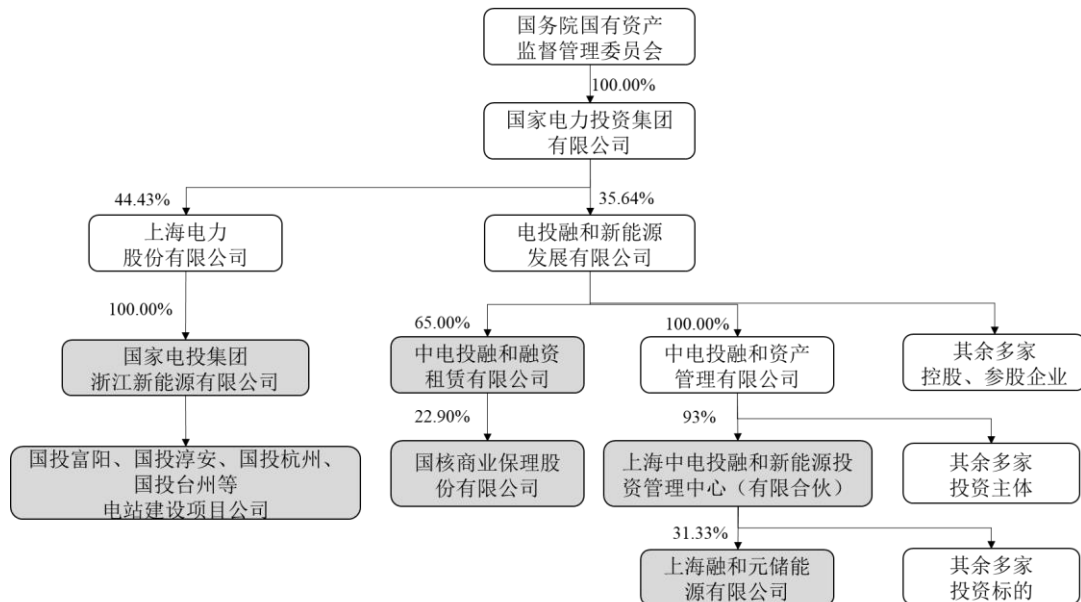 国务院国有资产
监督管理委员会
100.00%
国家电力投资集团
有限公司
44.43%
35.64%
上海电力
股份有限公司
电投融和新能源
发展有限公司
100.00%
65.00%
100.00%
国家电投集团
浙江新能源有限公司
中电投融和融资
租赁有限公司
中电投融和资产
管理有限公司
其余多家
控股、参股企业
22.90%
93%
国投富阳、国投淳安、国投杭州、
国投台州等
电站建设项目公司
国核商业保理股
份有限公司
上海中电投融和新能源投
资管理中心（有限合伙）
其余多家
投资主体
31.33%
上海融和元储能
源有限公司
其余多家
投资标的